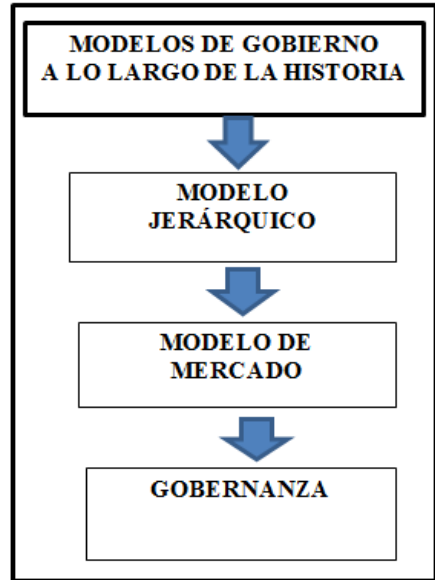 MODELOS DE GOBIERNO
A LO LARGO DE LA HISTORIA
MODELO
JERÁRQUICO
MODELO DE
MERCADO
GOBERNANZA